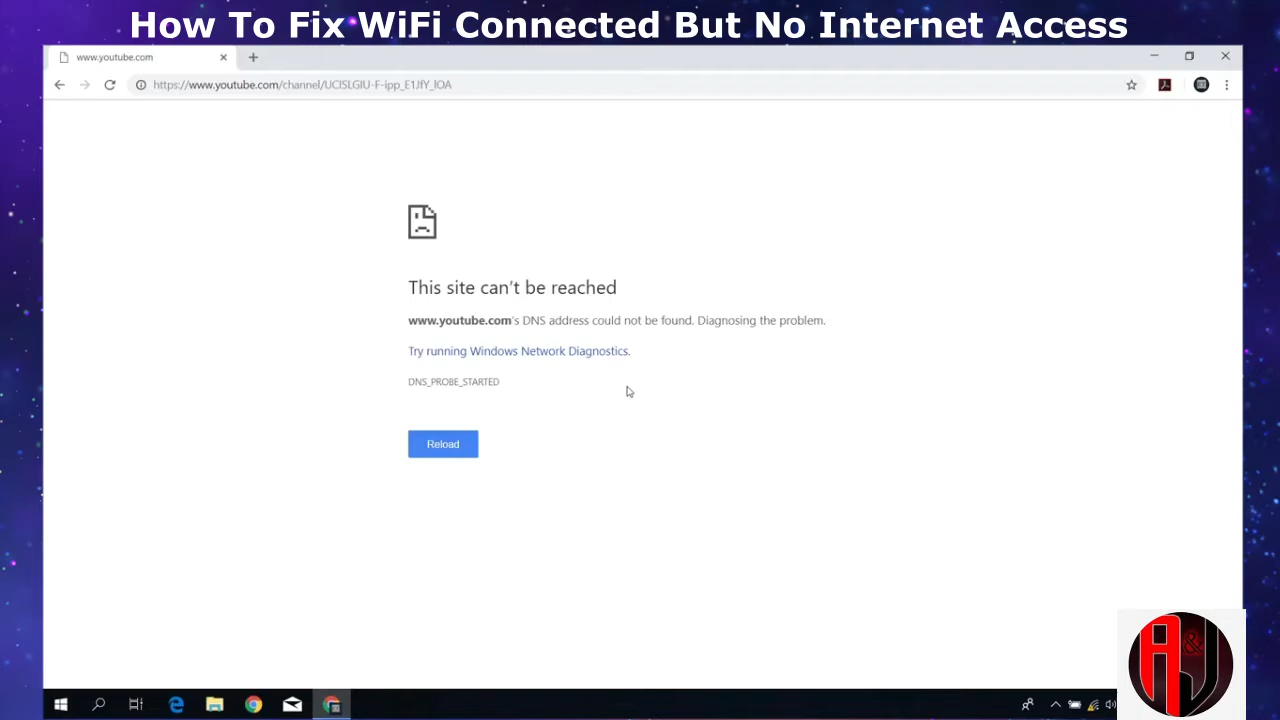 How To Fix WiFi Connected But No Internet Access
www.youtube.com
https://www.youtube.com/channel/UCISLGIU-F-ipp_E1JfY_lOA
This site can't be reached
www.youtube.com's DNS address could not be found. Diagnosing the problem.
Try running Windows Network Diagnostics.
DNS_PROBE_STARTED
Reload
A&J